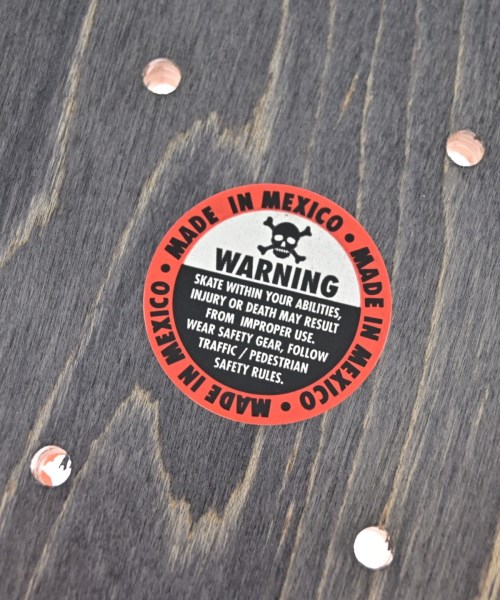 MADE IN MEXICO • MADE IN MEXICO • MADE IN MEXICO •
WARNING
SKATE WITHIN YOUR ABILITIES,
INJURY OR DEATH MAY RESULT
FROM IMPROPER USE.
WEAR SAFETY GEAR, FOLLOW
TRAFFIC / PEDESTRIAN
SAFETY RULES.